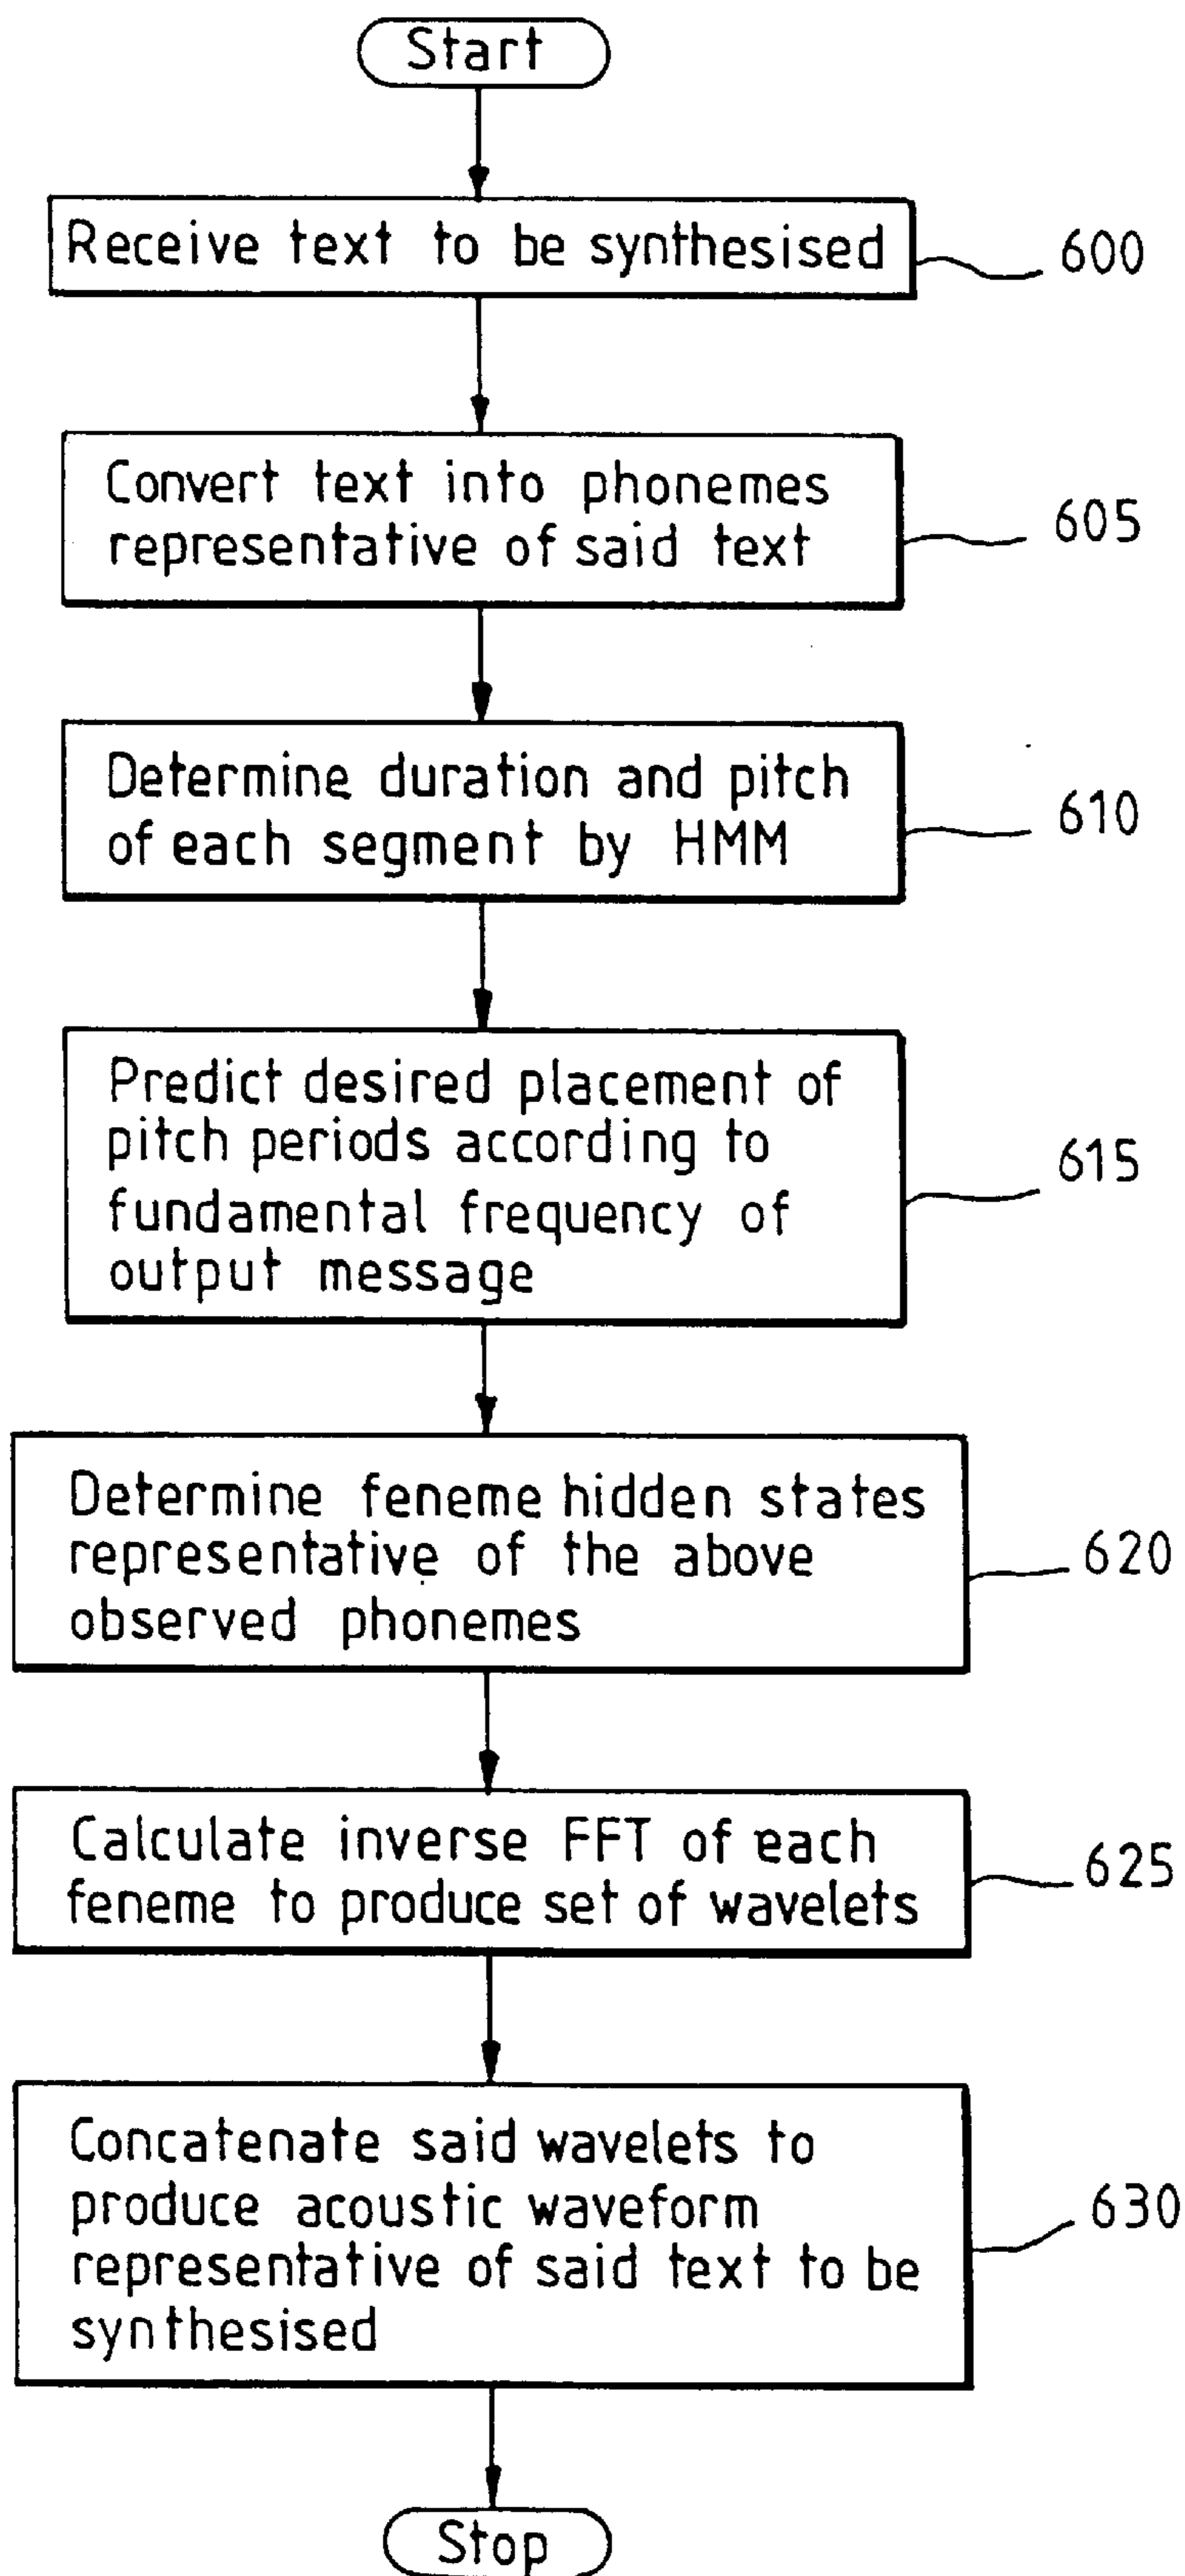 Start
Receive text to be synthesised
600
Convert text into phonemes
representative of said text
605
Determine duration and pitch
of each segment by HMM
610
Predict desired placement of
pitch periods according to
fundamental frequency of
output message
615
Determine feneme hidden states
representative of the above
observed phonemes
620
Calculate inverse FFT of each
feneme to produce set of wavelets
625
Concatenate said wavelets to
produce acoustic waveform
representative of said text to be
synthesised
630
Stop